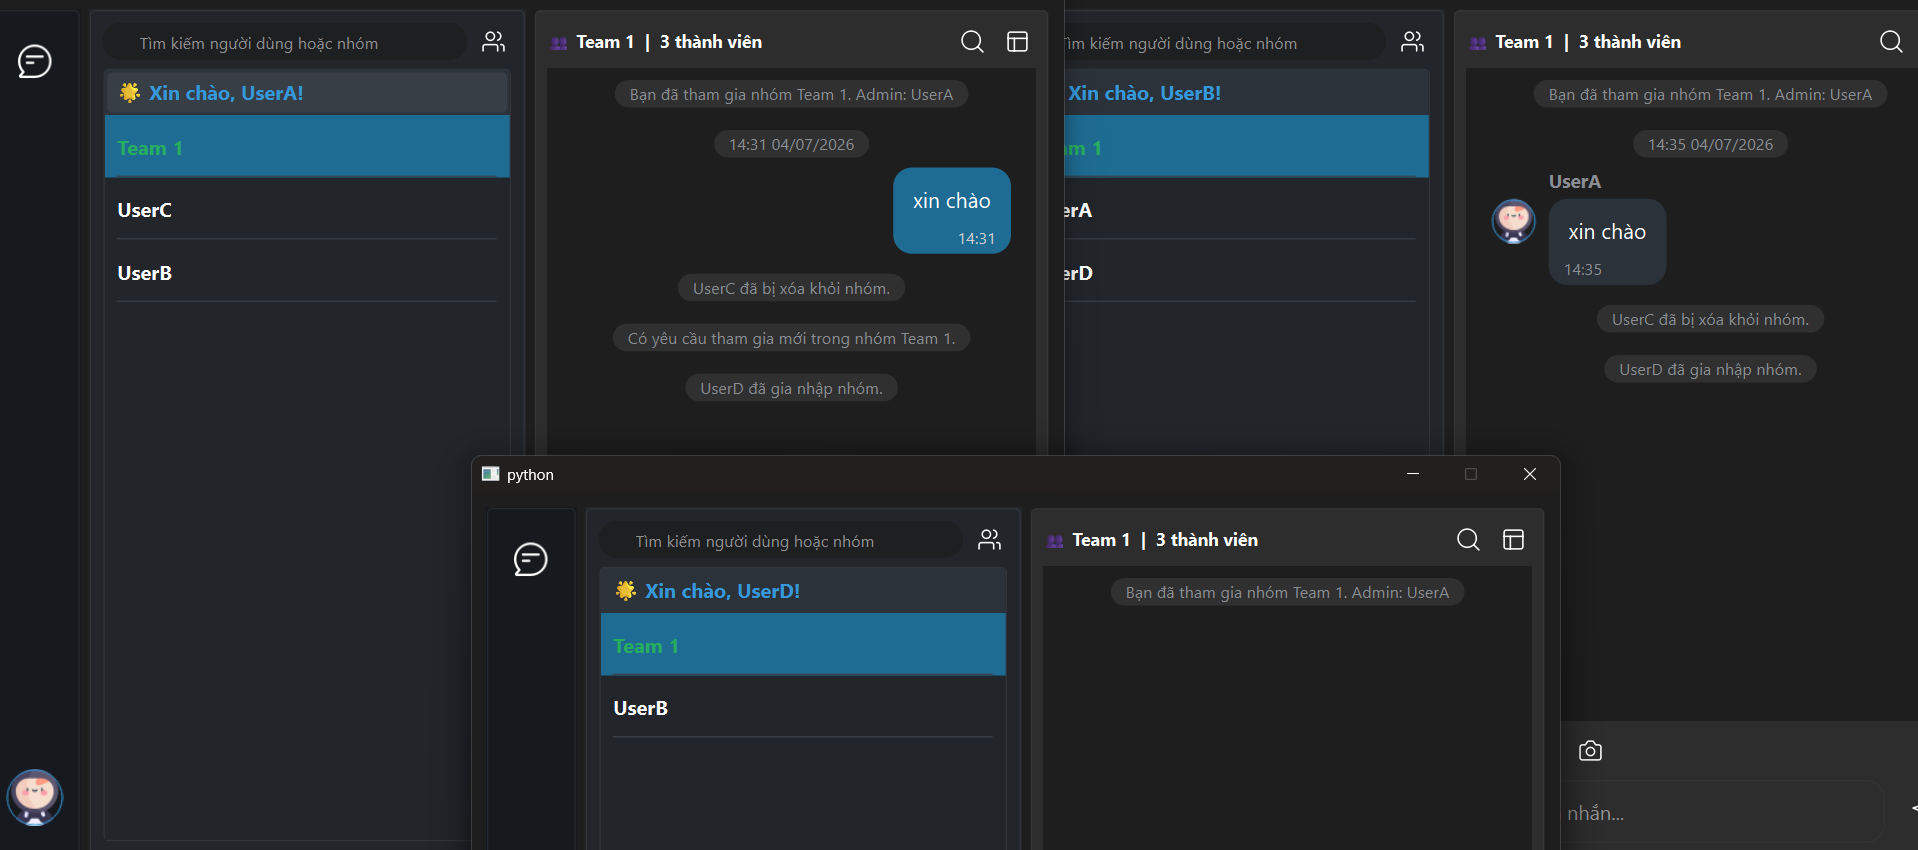 Tìm kiếm người dùng hoặc nhóm
🌟 Xin chào, UserA!
Team 1
UserC
UserB
👥 Team 1 | 3 thành viên
Bạn đã tham gia nhóm Team 1. Admin: UserA
14:31 04/07/2026
xin chào
14:31
UserC đã bị xóa khỏi nhóm.
Có yêu cầu tham gia mới trong nhóm Team 1.
UserD đã gia nhập nhóm.
kiếm người dùng hoặc nhóm
Xin chào, UserB!
1
👥 Team 1 | 3 thành viên
Bạn đã tham gia nhóm Team 1. Admin: UserA
14:35 04/07/2026
UserA
xin chào
14:35
UserC đã bị xóa khỏi nhóm.
UserD đã gia nhập nhóm.
nhắn...
python
Tìm kiếm người dùng hoặc nhóm
🌟 Xin chào, UserD!
Team 1
UserB
👥 Team 1 | 3 thành viên
Bạn đã tham gia nhóm Team 1. Admin: UserA